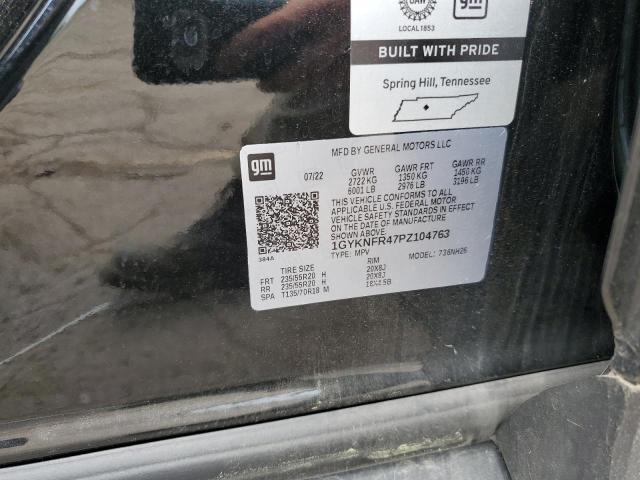 UAW
gm
LOCAL 1853
BUILT WITH PRIDE
Spring Hill, Tennessee
gm
MFD BY GENERAL MOTORS LLC
07/22
GVWR GAWR FRT GAWR RR
2722 KG 1350 KG 1450 KG
6001 LB 2976 LB 3196 LB
THIS VEHICLE CONFORMS TO ALL
APPLICABLE U.S. FEDERAL MOTOR
VEHICLE SAFETY STANDARDS IN
EFFECT ON THE DATE OF MANUFACTURE
SHOWN ABOVE.
1GYKNFR47PZ104763
384A
TYPE: MPV MODEL: 736NH26
TIRE SIZE RIM
FRT 235/55R20 H 20X8J
RR 235/55R20 H 20X8J
SPA T135/70R18 M